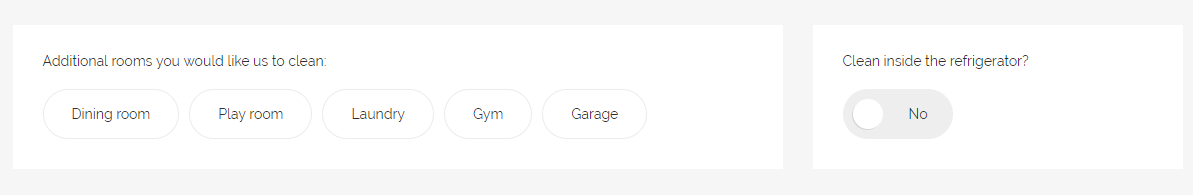 Additional rooms you would like us to clean:
Dining room
Play room
Laundry
Gym
Garage
Clean inside the refrigerator?
No